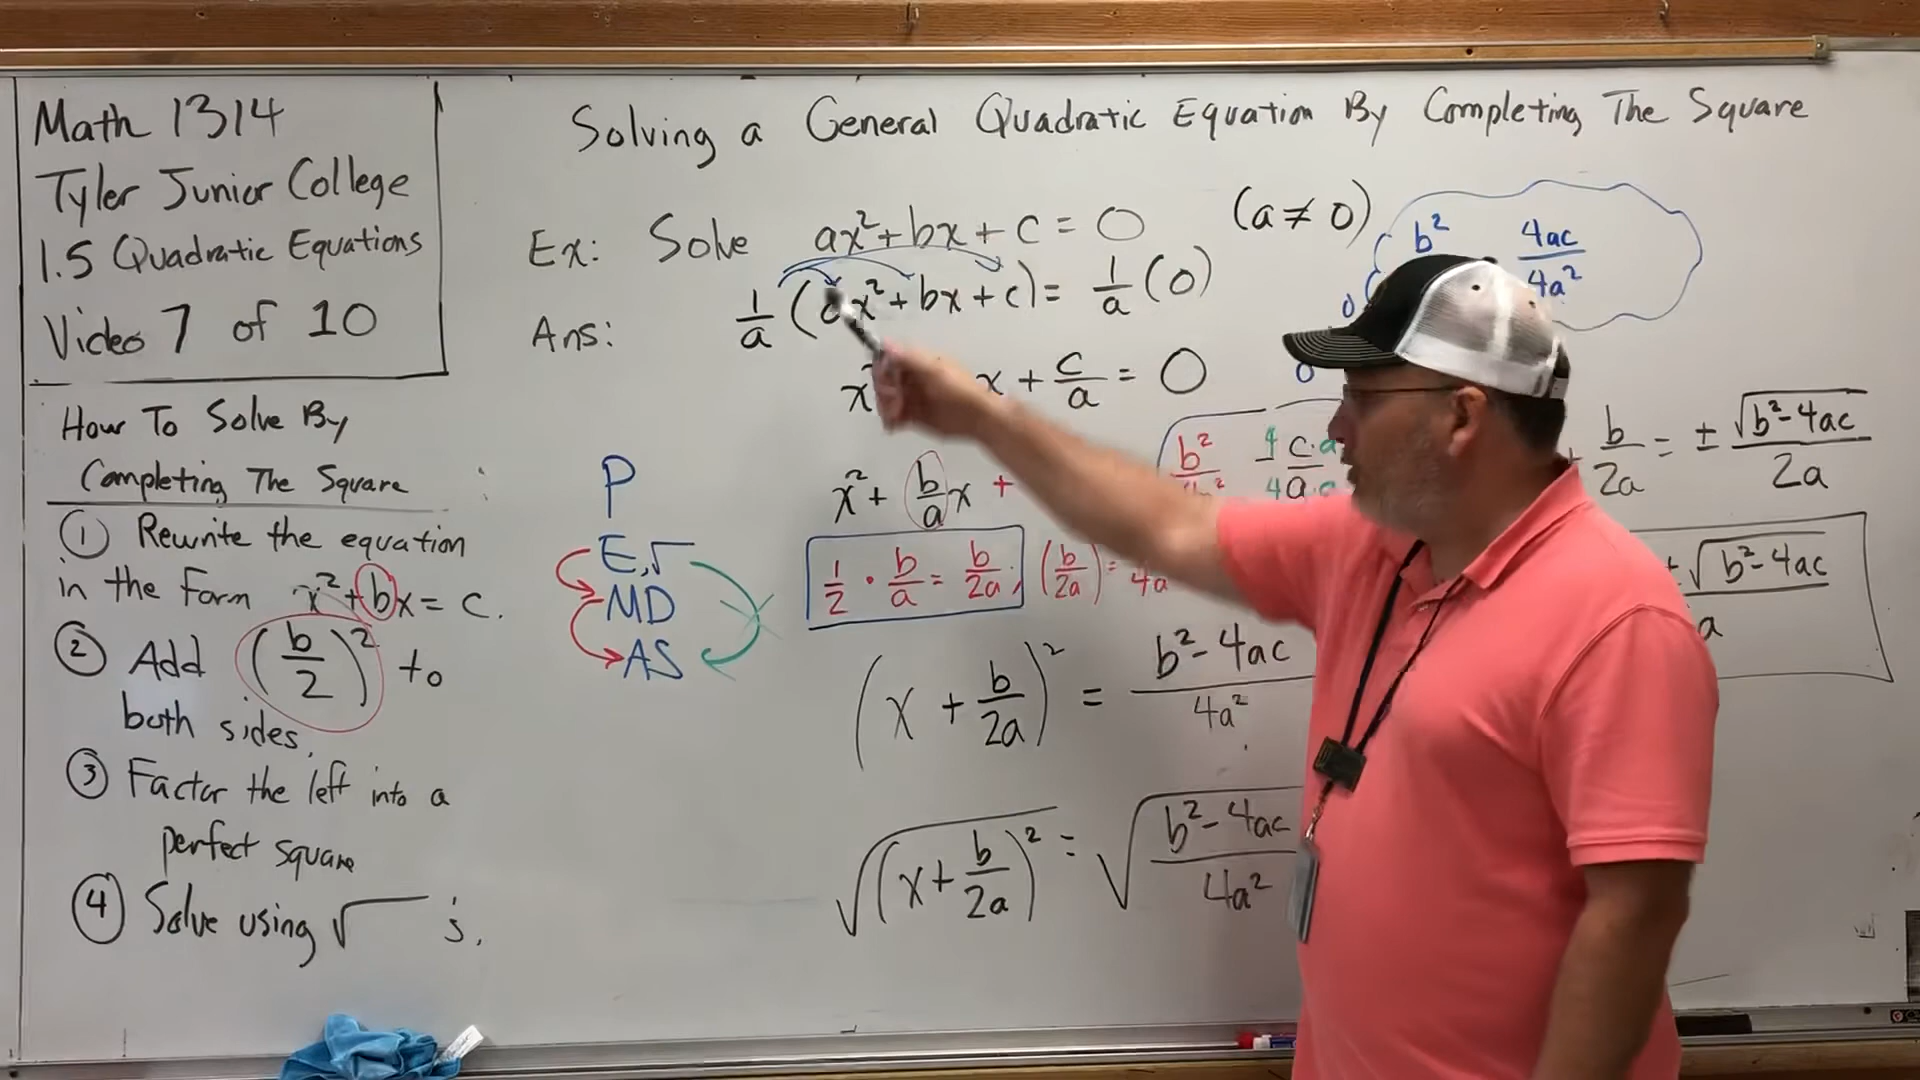 Math 1314
Tyler Junior College
1.5 Quadratic Equations
Video 7 of 10
How To Solve By
Completing The Square
① Rewrite the equation
in the form x²+bx = c.
② Add (b/2)² to
both sides.
③ Factor the left into a
perfect square
④ Solve using √ 's.
P
E,√
MD
AS
Solving a General Quadratic Equation By Completing The Square
Ex: Solve ax²+bx+c=0 (a≠0)
Ans: 1/a (ax²+bx+c) = 1/a (0)
x² x + c/a = 0
x² + b/a x +
1/2 · b/a = b/2a; (b/2a) =
(x + b/2a)² = b²-4ac / 4a²
√(x + b/2a)² = √ b²-4ac / 4a²
b² 4ac / 4a²
b² 4 c·a / 4 a
b/2a = ± √b²-4ac / 2a
√b²-4ac
a